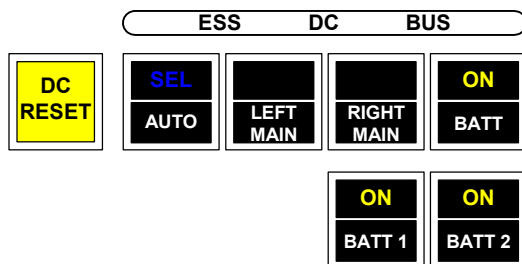 ESS DC BUS
DC RESET
SEL AUTO
LEFT MAIN
RIGHT MAIN
ON BATT
ON BATT 1
ON BATT 2